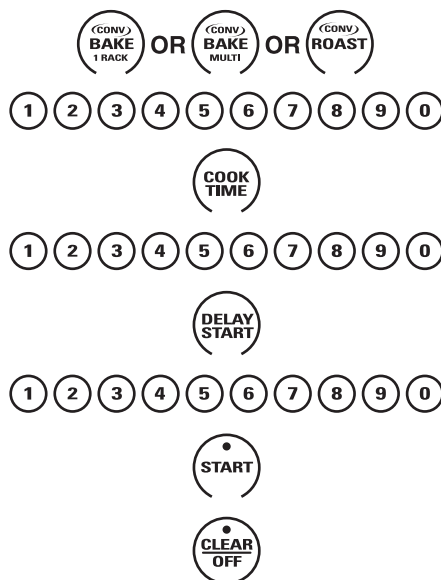 CONV BAKE 1 RACK OR CONV BAKE MULTI OR CONV ROAST
1 2 3 4 5 6 7 8 9 0
COOK
TIME
1 2 3 4 5 6 7 8 9 0
DELAY
START
1 2 3 4 5 6 7 8 9 0
START
CLEAR
OFF